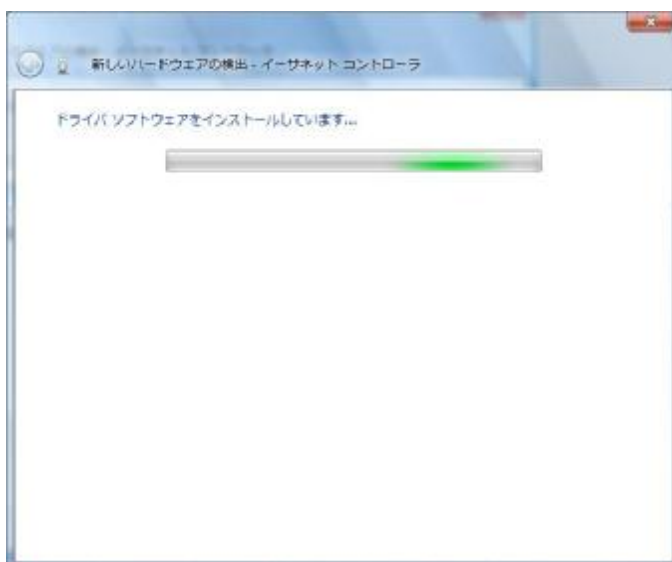 新しいハードウェアの検出 - イーサネット コントローラ
ドライバ ソフトウェアをインストールしています...